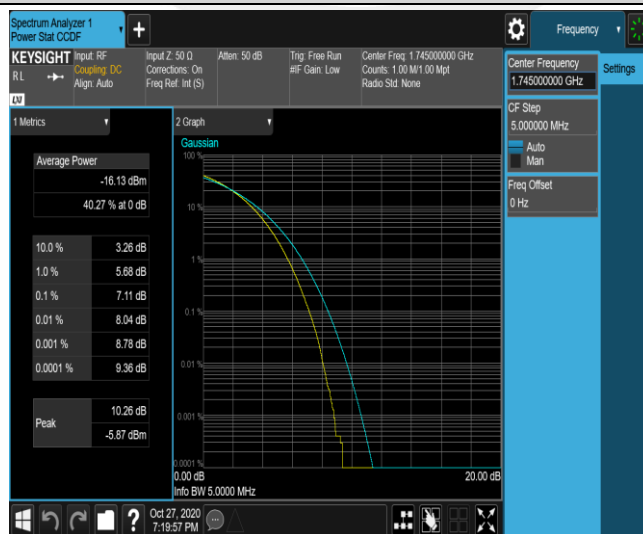 Spectrum Analyzer 1
Power Stat CCDF
+
Frequency
KEYSIGHT
RL
LXI
Input: RF
Coupling: DC
Align: Auto
Input Z: 50 Ω
Corrections: On
Freq Ref: Int (S)
Atten: 50 dB
Trig: Free Run
#IF Gain: Low
Center Freq: 1.745000000 GHz
Counts: 1.00 M/1.00 Mpt
Radio Std: None
Center Frequency
1.745000000 GHz
Settings
CF Step
5.000000 MHz
Auto
Man
Freq Offset
0 Hz
1 Metrics
Average Power
-16.13 dBm
40.27 % at 0 dB
10.0 % 3.26 dB
1.0 % 5.68 dB
0.1 % 7.11 dB
0.01 % 8.04 dB
0.001 % 8.78 dB
0.0001 % 9.36 dB
Peak
10.26 dB
-5.87 dBm
2 Graph
Gaussian
100 %
10 %
1 %
0.1 %
0.01 %
0.001 %
0.0001 %
0.00 dB 20.00 dB
Info BW 5.0000 MHz
?
Oct 27, 2020
7:19:57 PM